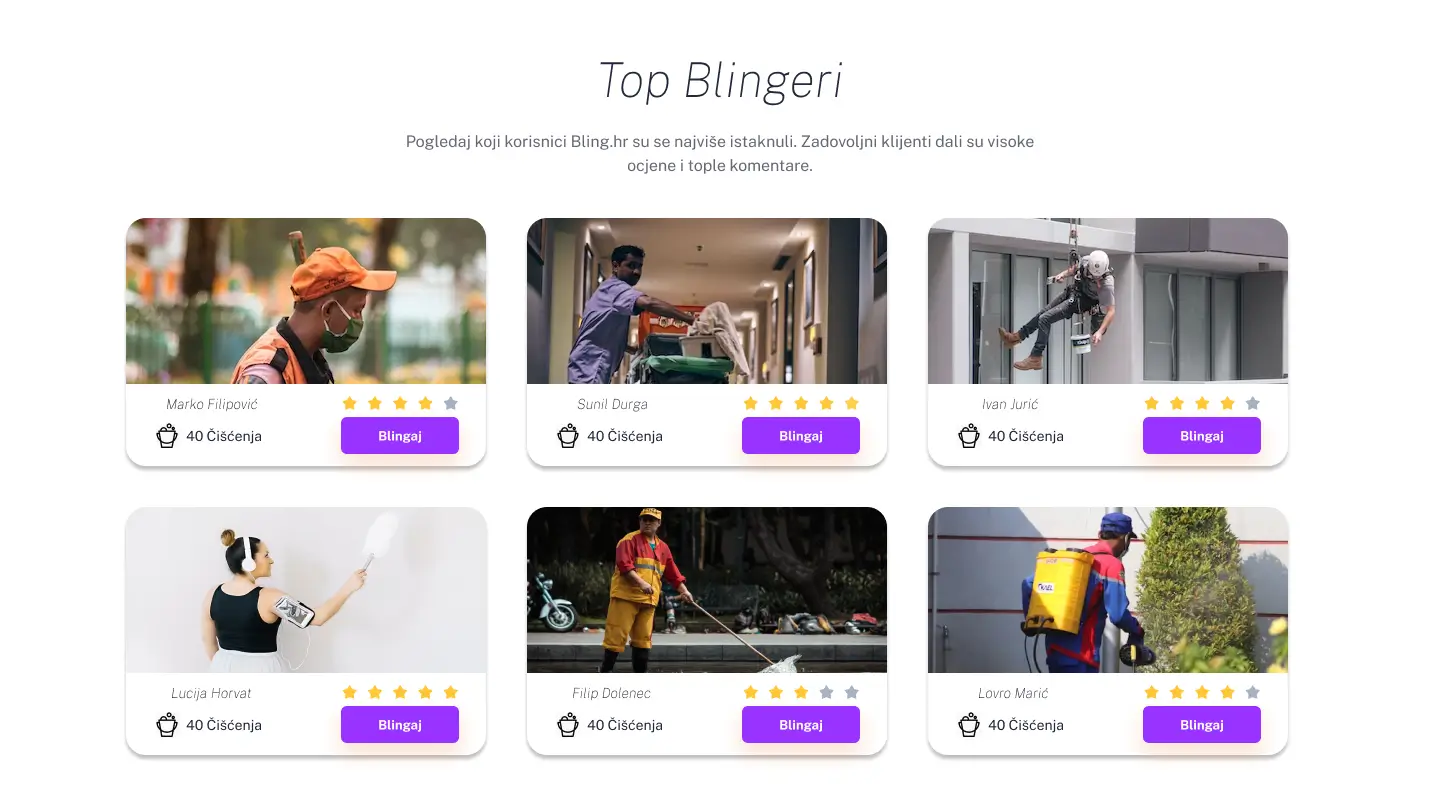 Top Blingeri
Pogledaj koji korisnici Bling.hr su se najviše istaknuli. Zadovoljni klijenti dali su visoke
ocjene i tople komentare.
Marko Filipović
40 Čišćenja
Blingaj
Sunil Durga
40 Čišćenja
Blingaj
Ivan Jurić
40 Čišćenja
Blingaj
Lucija Horvat
40 Čišćenja
Blingaj
Filip Dolenec
40 Čišćenja
Blingaj
Lovro Marić
40 Čišćenja
Blingaj